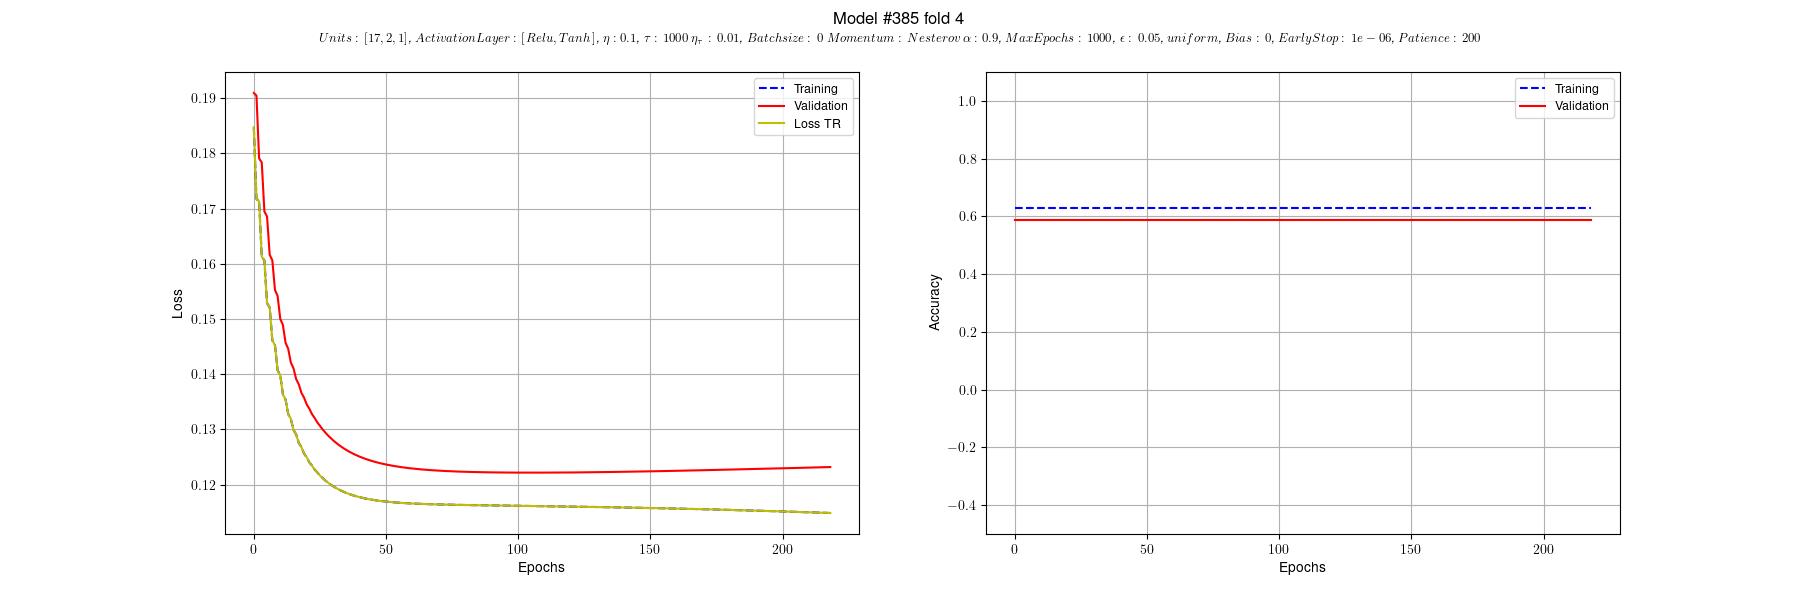 Model #385 fold 4
Units : [17, 2, 1], ActivationLayer : [Relu, Tanh], η : 0.1, τ : 1000 ητ : 0.01, Batchsize : 0 Momentum : Nesterov α : 0.9, MaxEpochs : 1000, ϵ : 0.05, uniform, Bias : 0, EarlyStop : 1e − 06, Patience : 200
Training
Validation
Loss TR
0.19
0.18
0.17
0.16
0.15
0.14
0.13
0.12
Loss
0 50 100 150 200
Epochs
Training
Validation
1.0
0.8
0.6
0.4
0.2
0.0
−0.2
−0.4
Accuracy
0 50 100 150 200
Epochs